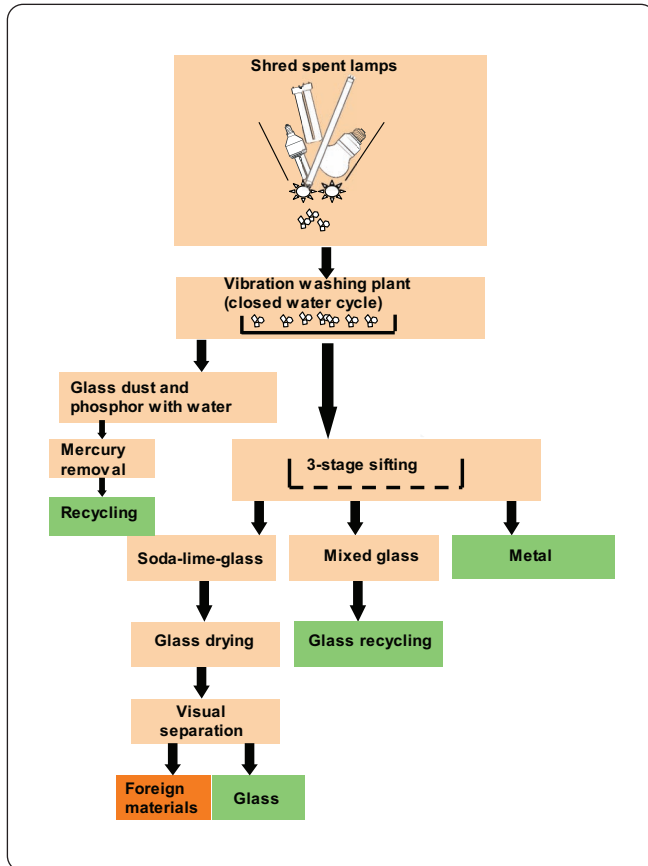 Shred spent lamps
Vibration washing plant
(closed water cycle)
Glass dust and
phosphor with water
Mercury
removal
Recycling
3-stage sifting
Soda-lime-glass
Mixed glass
Metal
Glass drying
Glass recycling
Visual
separation
Foreign
materials
Glass